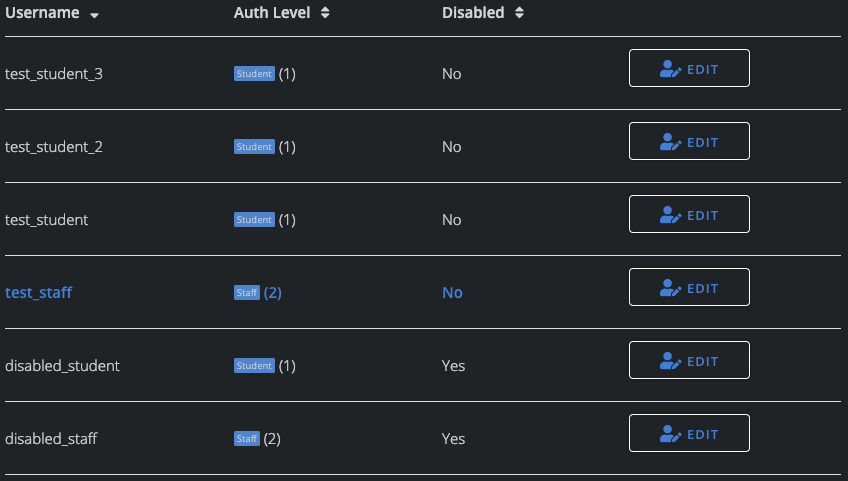 Username Auth Level Disabled
test_student_3 Student (1) No EDIT
test_student_2 Student (1) No EDIT
test_student Student (1) No EDIT
test_staff Staff (2) No EDIT
disabled_student Student (1) Yes EDIT
disabled_staff Staff (2) Yes EDIT